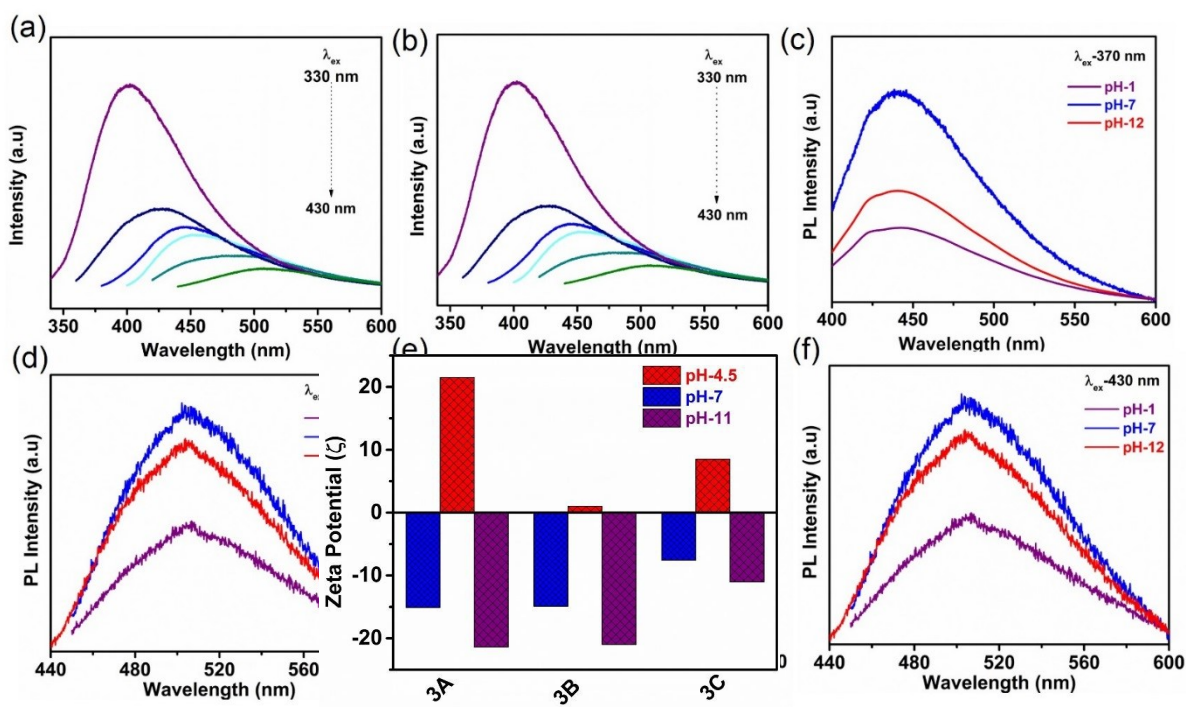 (a)
λex
330 nm
430 nm
Intensity (a.u)
350 400 450 500 550 600
Wavelength (nm)
(b)
λex
330 nm
430 nm
Intensity (a.u)
350 400 450 500 550 600
Wavelength (nm)
(c)
λex-370 nm
pH-1
pH-7
pH-12
PL Intensity (a.u)
400 450 500 550 600
Wavelength (nm)
(d)
PL Intensity (a.u)
440 480 520
Wavelength (nm)
(e)
pH-4.5
pH-7
pH-11
Zeta Potential (ζ)
20
10
0
-10
-20
3A 3B 3C
(f)
λex-430 nm
pH-1
pH-7
pH-12
PL Intensity (a.u)
440 480 520 560 600
Wavelength (nm)